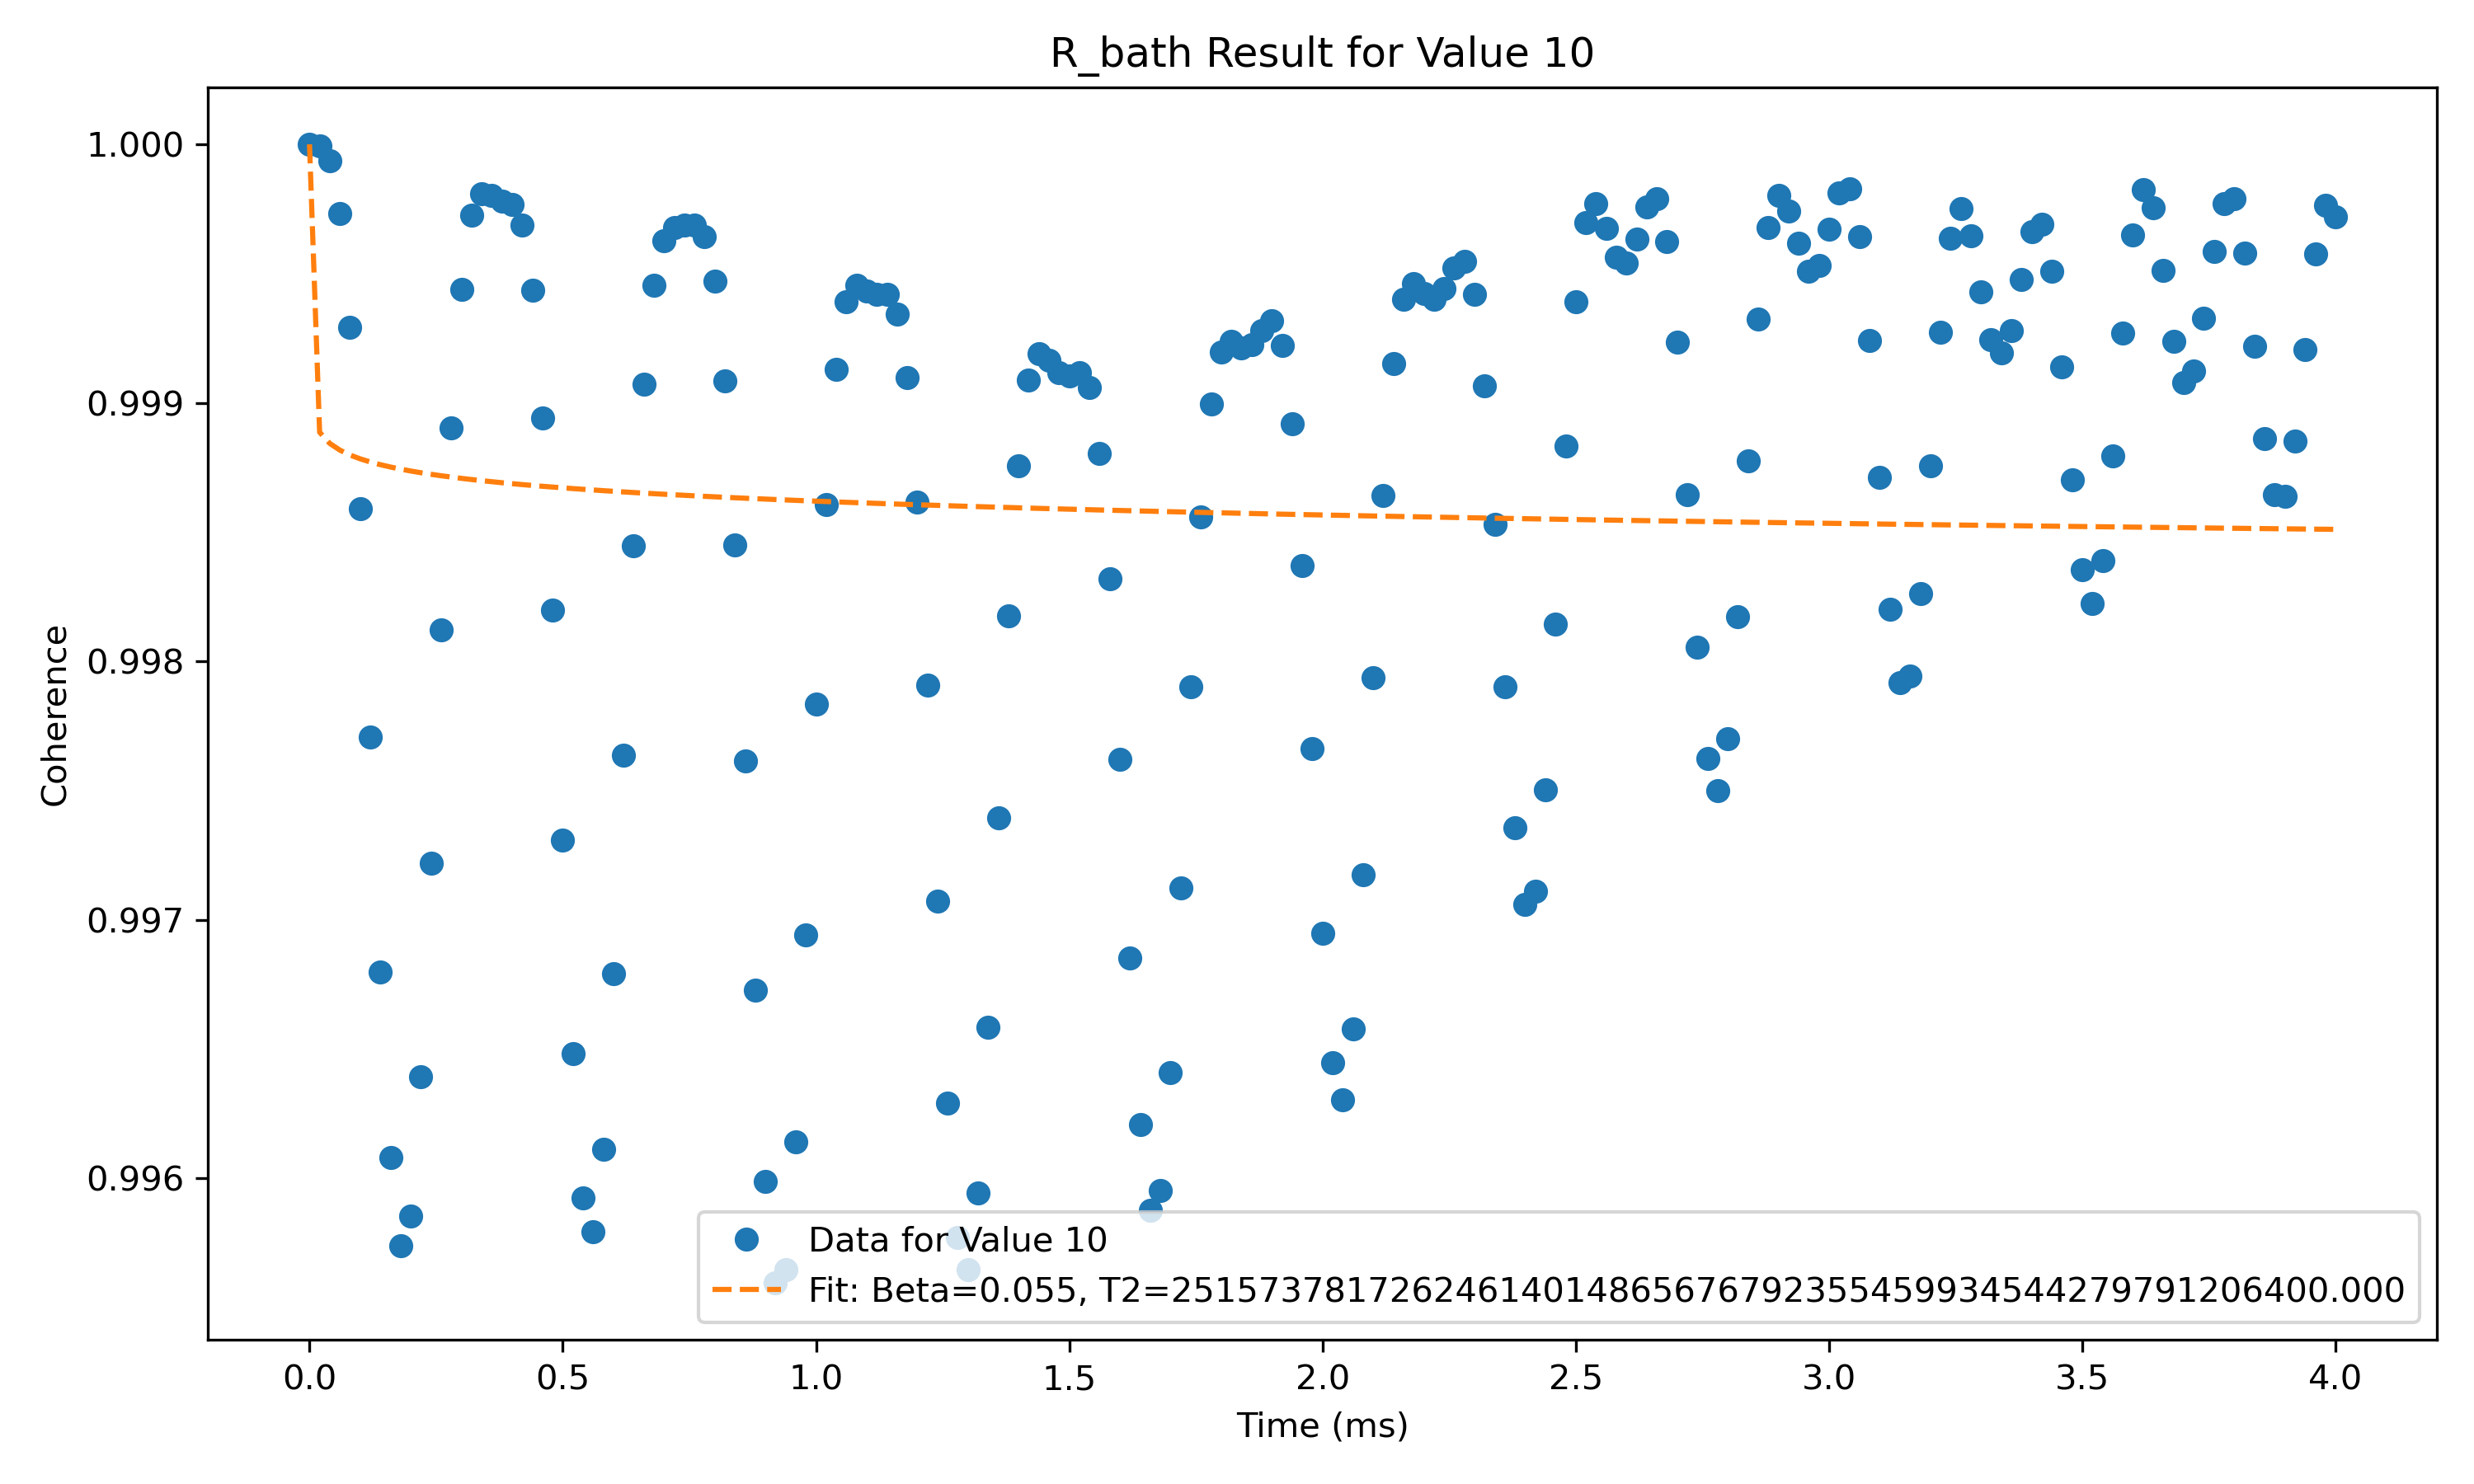 R_bath Result for Value 10
Coherence
1.000
0.999
0.998
0.997
0.996
Data for Value 10
Fit: Beta=0.055, T2=251573781726246140148656767923554599345442797912064​00.000
0.0 0.5 1.0 1.5 2.0 2.5 3.0 3.5 4.0
Time (ms)